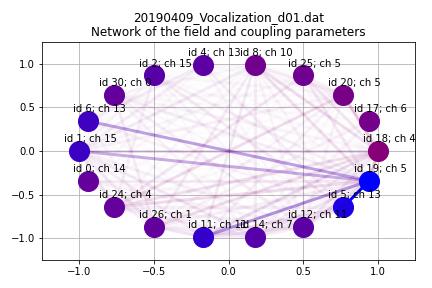 20190409_Vocalization_d01.dat
Network of the field and coupling parameters
id 4; ch 13
id 8; ch 10
id 2; ch 15
id 25; ch 5
id 30; ch
id 20; ch 5
id 6; ch 13
id 17; ch 6
id 1; ch 15
id 18; ch 4
id 0; ch 14
id 19; ch 5
id 24; ch 4
id 5; ch 13
id 26; ch 1
id 11; ch
id 14; ch 7
id 12; ch 11
1.0
0.5
0.0
−0.5
−1.0
−1.0
−0.5
0.0
0.5
1.0